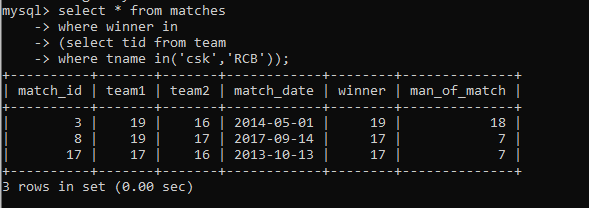 mysql> select * from matches
    -> where winner in
    -> (select tid from team
    -> where tname in('csk','RCB'));
+----------+-------+-------+------------+--------+--------------+
| match_id | team1 | team2 | match_date | winner | man_of_match |
+----------+-------+-------+------------+--------+--------------+
|        3 |    19 |    16 | 2014-05-01 |     19 |           18 |
|        8 |    19 |    17 | 2017-09-14 |     17 |            7 |
|       17 |    17 |    16 | 2013-10-13 |     17 |            7 |
+----------+-------+-------+------------+--------+--------------+
3 rows in set (0.00 sec)